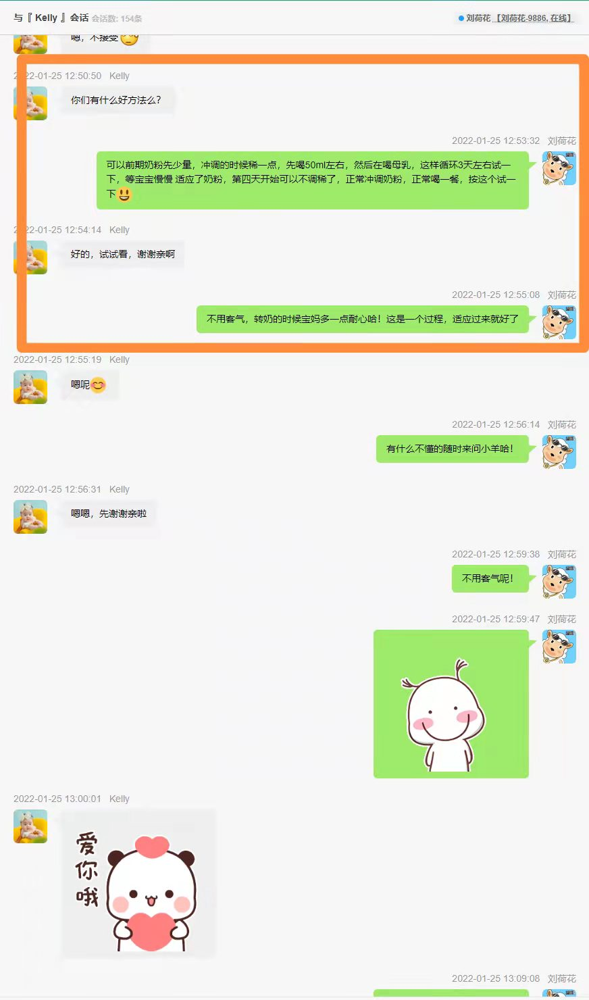 与『 Kelly 』会话 会话数: 154条
刘荷花 【刘荷花-9886, 在线】
嗯，不接受
2022-01-25 12:50:50 Kelly
你们有什么好方法么？
2022-01-25 12:53:32 刘荷花
可以前期奶粉先少量，冲调的时候稀一点，先喝50ml左右，然后在喝母乳，这样循环3天左右试一
下，等宝宝慢慢 适应了奶粉，第四天开始可以不调稀了，正常冲调奶粉，正常喝一餐，按这个试一
下
2022-01-25 12:54:14 Kelly
好的，试试看，谢谢亲啊
2022-01-25 12:55:08 刘荷花
不用客气，转奶的时候宝妈多一点耐心哈！这是一个过程，适应过来就好了
2022-01-25 12:55:19 Kelly
嗯呢
2022-01-25 12:56:14 刘荷花
有什么不懂的随时来问小羊哈！
2022-01-25 12:56:31 Kelly
嗯嗯，先谢谢亲啦
2022-01-25 12:59:38 刘荷花
不用客气呢！
2022-01-25 12:59:47 刘荷花
2022-01-25 13:00:01 Kelly
爱你哦
2022-01-25 13:09:08 刘荷花